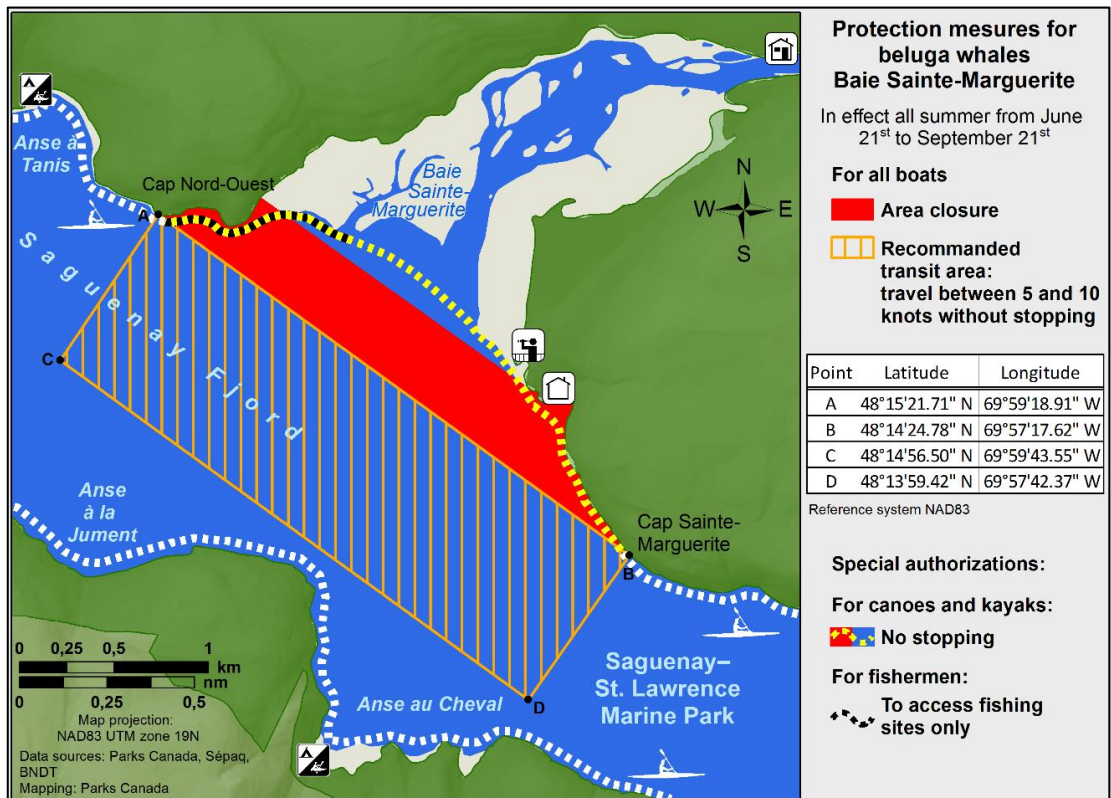 Anse à
Tanis
Cap Nord-Ouest
A
Baie
Sainte-
Marguerite
N
W
E
S
Saguenay Fjord
C
Anse
à la
Jument
Cap Sainte-
Marguerite
B
D
Anse au Cheval
Saguenay–
St. Lawrence
Marine Park
0 0,25 0,5 1
km
nm
0 0,25 0,5
Map projection:
NAD83 UTM zone 19N
Data sources: Parks Canada, Sépaq,
BNDT
Mapping: Parks Canada
Protection mesures for
beluga whales
Baie Sainte-Marguerite
In effect all summer from June
21st to September 21st
For all boats
Area closure
Recommanded
transit area:
travel between 5 and 10
knots without stopping
Point Latitude Longitude
A 48°15'21.71" N 69°59'18.91" W
B 48°14'24.78" N 69°57'17.62" W
C 48°14'56.50" N 69°59'43.55" W
D 48°13'59.42" N 69°57'42.37" W
Reference system NAD83
Special authorizations:
For canoes and kayaks:
No stopping
For fishermen:
To access fishing
sites only